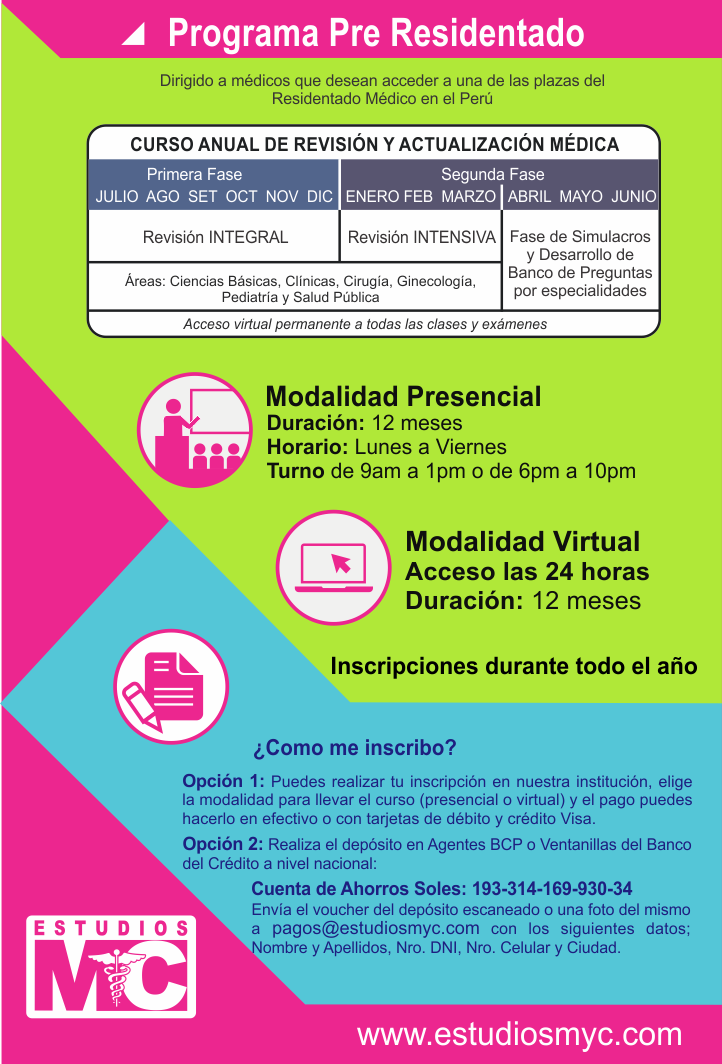 Programa Pre Residentado
Dirigido a médicos que desean acceder a una de las plazas del
Residentado Médico en el Perú
CURSO ANUAL DE REVISIÓN Y ACTUALIZACIÓN MÉDICA
Primera Fase
Segunda Fase
JULIO AGO SET OCT NOV DIC
ENERO FEB MARZO
ABRIL MAYO JUNIO
Revisión INTEGRAL
Revisión INTENSIVA
Fase de Simulacros
y Desarrollo de
Banco de Preguntas
por especialidades
Áreas: Ciencias Básicas, Clínicas, Cirugía, Ginecología,
Pediatría y Salud Pública
Acceso virtual permanente a todas las clases y exámenes
Modalidad Presencial
Duración: 12 meses
Horario: Lunes a Viernes
Turno de 9am a 1pm o de 6pm a 10pm
Modalidad Virtual
Acceso las 24 horas
Duración: 12 meses
Inscripciones durante todo el año
¿Como me inscribo?
Opción 1: Puedes realizar tu inscripción en nuestra institución, elige
la modalidad para llevar el curso (presencial o virtual) y el pago puedes
hacerlo en efectivo o con tarjetas de débito y crédito Visa.
Opción 2: Realiza el depósito en Agentes BCP o Ventanillas del Banco
del Crédito a nivel nacional:
Cuenta de Ahorros Soles: 193-314-169-930-34
Envía el voucher del depósito escaneado o una foto del mismo
a pagos@estudiosmyc.com con los siguientes datos;
Nombre y Apellidos, Nro. DNI, Nro. Celular y Ciudad.
ESTUDIOS
MC
www.estudiosmyc.com